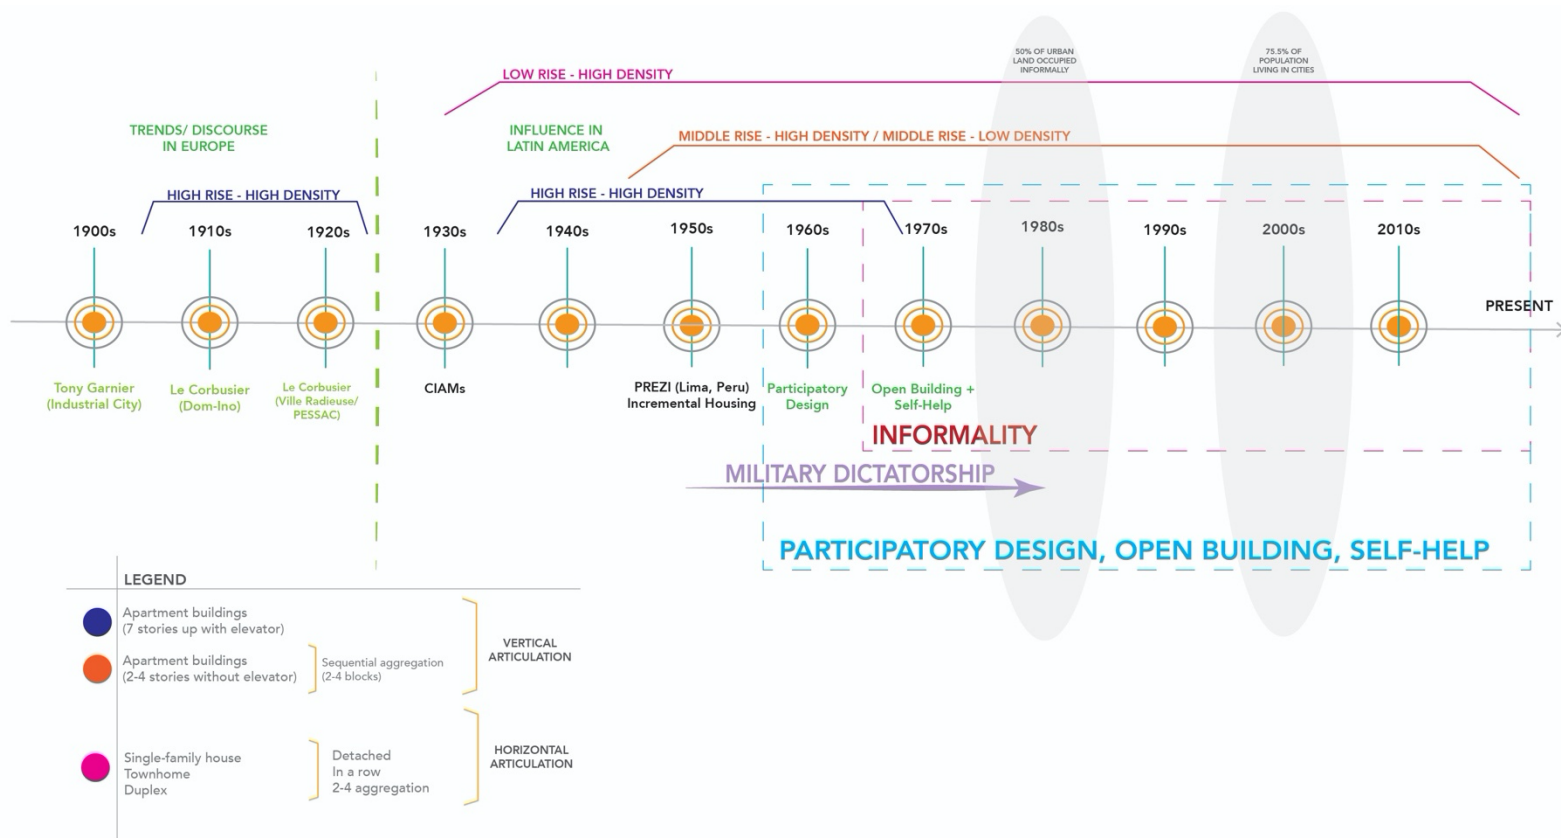 50% OF URBAN
LAND OCCUPIED
INFORMALLY
75.5% OF
POPULATION
LIVING IN CITIES
LOW RISE - HIGH DENSITY
TRENDS/ DISCOURSE
IN EUROPE
INFLUENCE IN
LATIN AMERICA
MIDDLE RISE - HIGH DENSITY / MIDDLE RISE - LOW DENSITY
HIGH RISE - HIGH DENSITY
HIGH RISE - HIGH DENSITY
1900s
1910s
1920s
1930s
1940s
1950s
1960s
1970s
1980s
1990s
2000s
2010s
PRESENT
Tony Garnier
(Industrial City)
Le Corbusier
(Dom-Ino)
Le Corbusier
(Ville Radieuse/
PESSAC)
CIAMs
PREZI (Lima, Peru)
Incremental Housing
Participatory
Design
Open Building +
Self-Help
INFORMALITY
MILITARY DICTATORSHIP
PARTICIPATORY DESIGN, OPEN BUILDING, SELF-HELP
LEGEND
Apartment buildings
(7 stories up with elevator)
Apartment buildings
(2-4 stories without elevator)
Sequential aggregation
(2-4 blocks)
VERTICAL
ARTICULATION
Single-family house
Townhome
Duplex
Detached
In a row
2-4 aggregation
HORIZONTAL
ARTICULATION